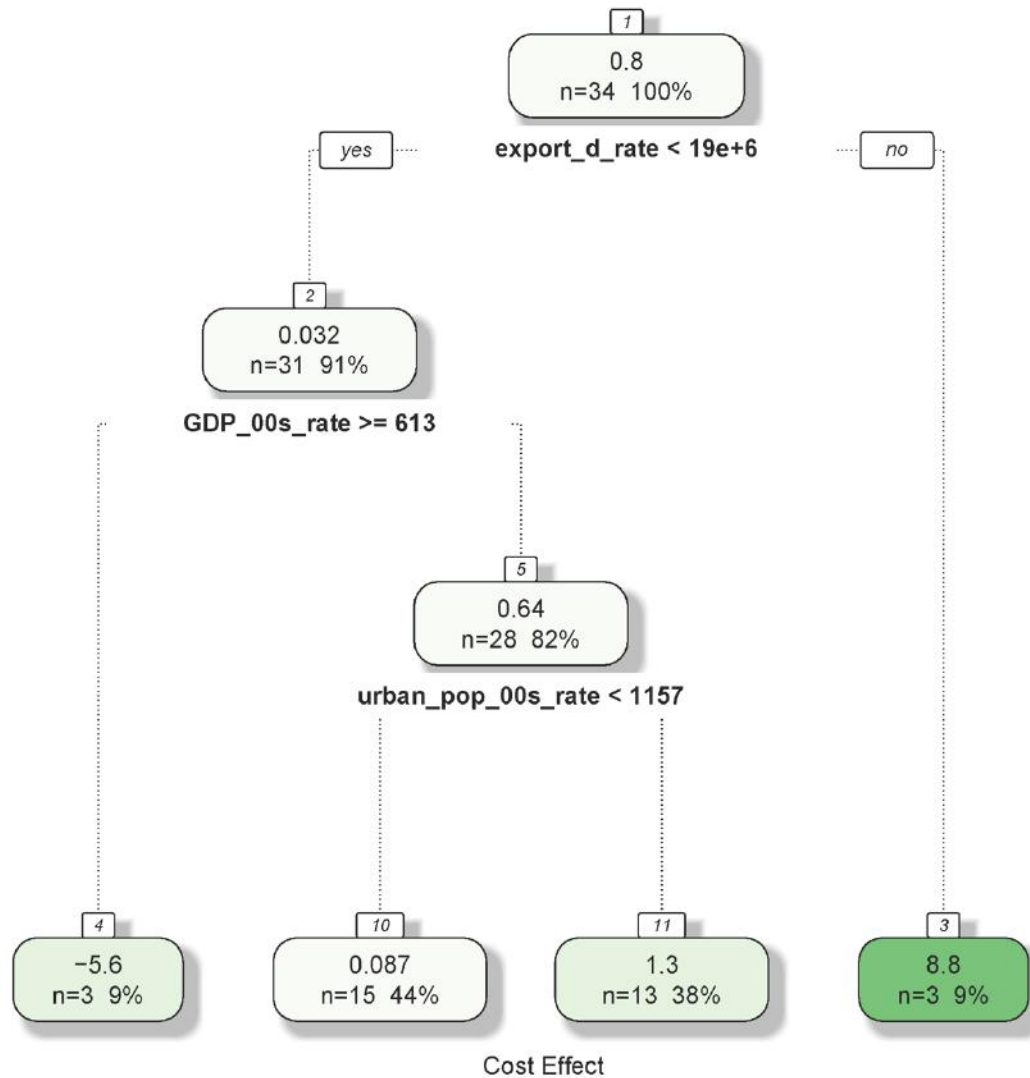 1
0.8
n=34 100%
yes
export_d_rate < 19e+6
no
2
0.032
n=31 91%
GDP_00s_rate >= 613
5
0.64
n=28 82%
urban_pop_00s_rate < 1157
4
−5.6
n=3 9%
10
0.087
n=15 44%
11
1.3
n=13 38%
3
8.8
n=3 9%
Cost Effect